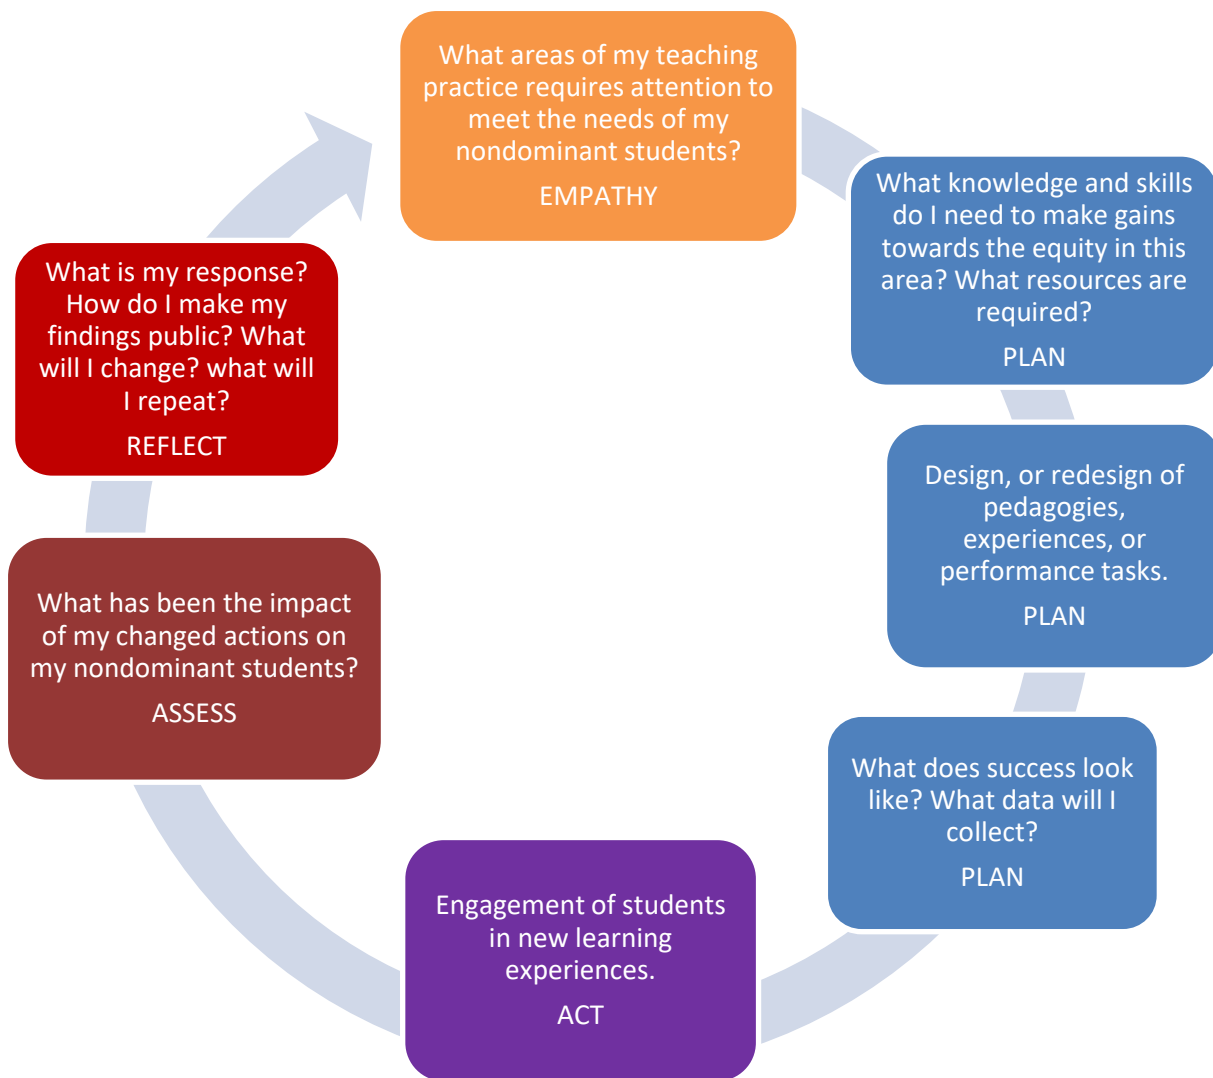 What areas of my teaching
practice requires attention to
meet the needs of my
nondominant students?
EMPATHY
What knowledge and skills
do I need to make gains
towards the equity in this
area? What resources are
required?
PLAN
Design, or redesign of
pedagogies,
experiences, or
performance tasks.
PLAN
What does success look
like? What data will I
collect?
PLAN
Engagement of students
in new learning
experiences.
ACT
What has been the impact
of my changed actions on
my nondominant students?
ASSESS
What is my response?
How do I make my
findings public? What
will I change? what will
I repeat?
REFLECT